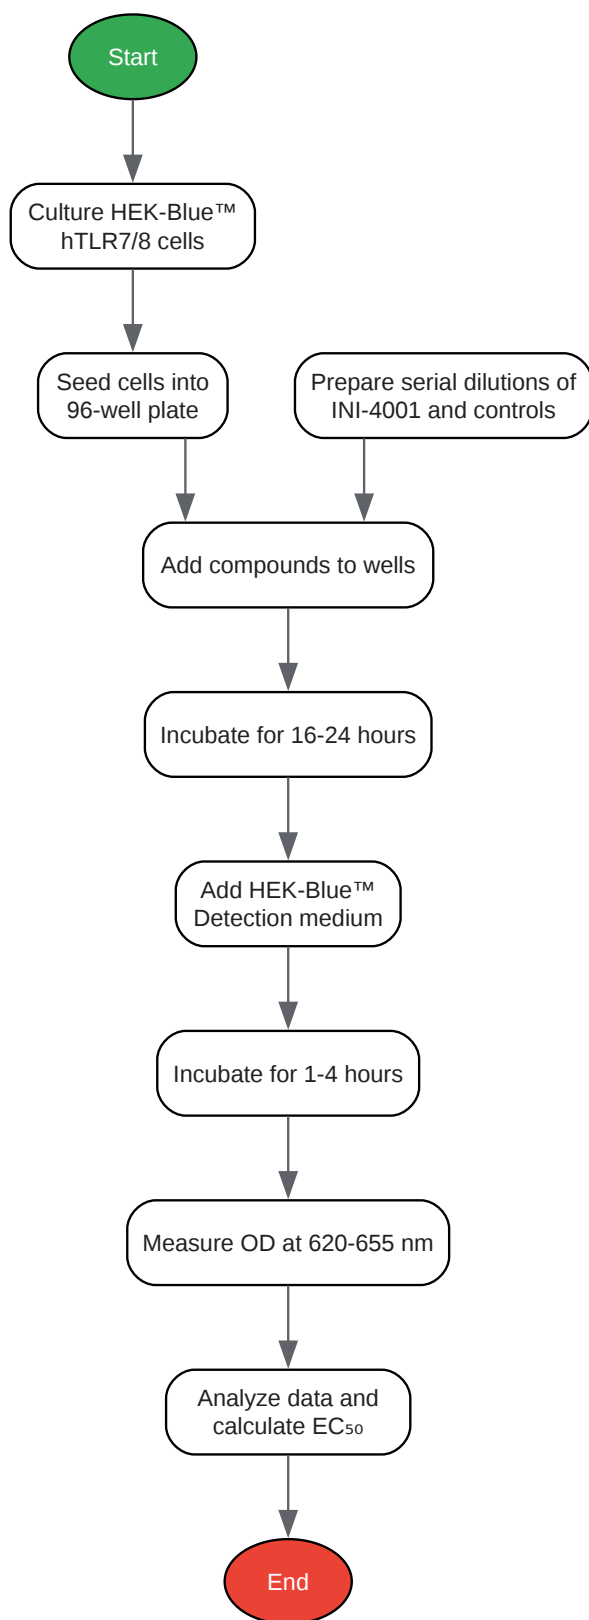 Start
Culture HEK-Blue™
hTLR7/8 cells
Seed cells into
96-well plate
Prepare serial dilutions of
INI-4001 and controls
Add compounds to wells
Incubate for 16-24 hours
Add HEK-Blue™
Detection medium
Incubate for 1-4 hours
Measure OD at 620-655 nm
Analyze data and
calculate EC₅₀
End